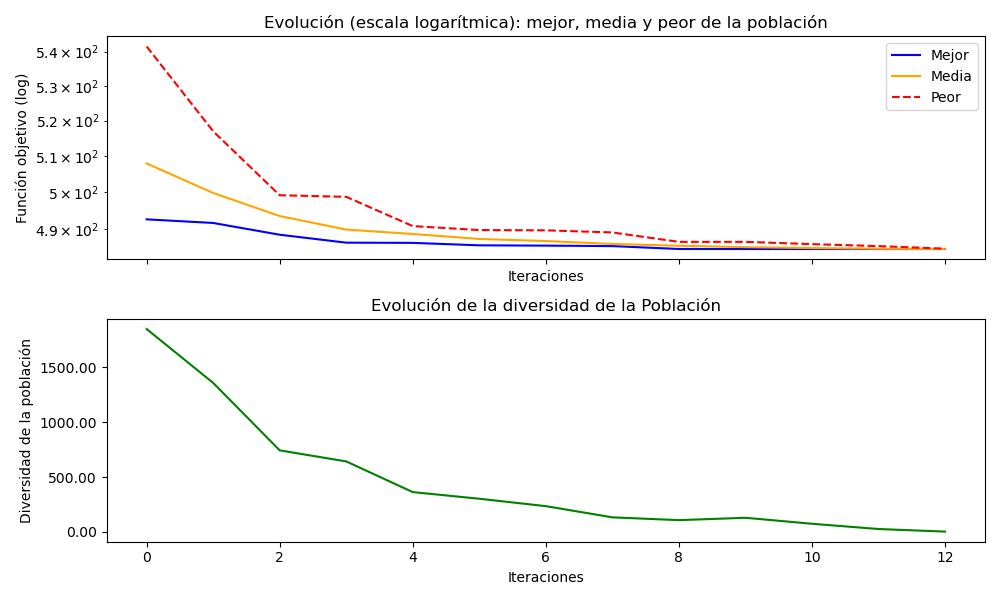 Evolución (escala logarítmica): mejor, media y peor de la población
Función objetivo (log)
5.4 × 10²
5.3 × 10²
5.2 × 10²
5.1 × 10²
5 × 10²
4.9 × 10²
Mejor
Media
Peor
Iteraciones
Evolución de la diversidad de la Población
Diversidad de la población
1500.00
1000.00
500.00
0.00
0 2 4 6 8 10 12
Iteraciones